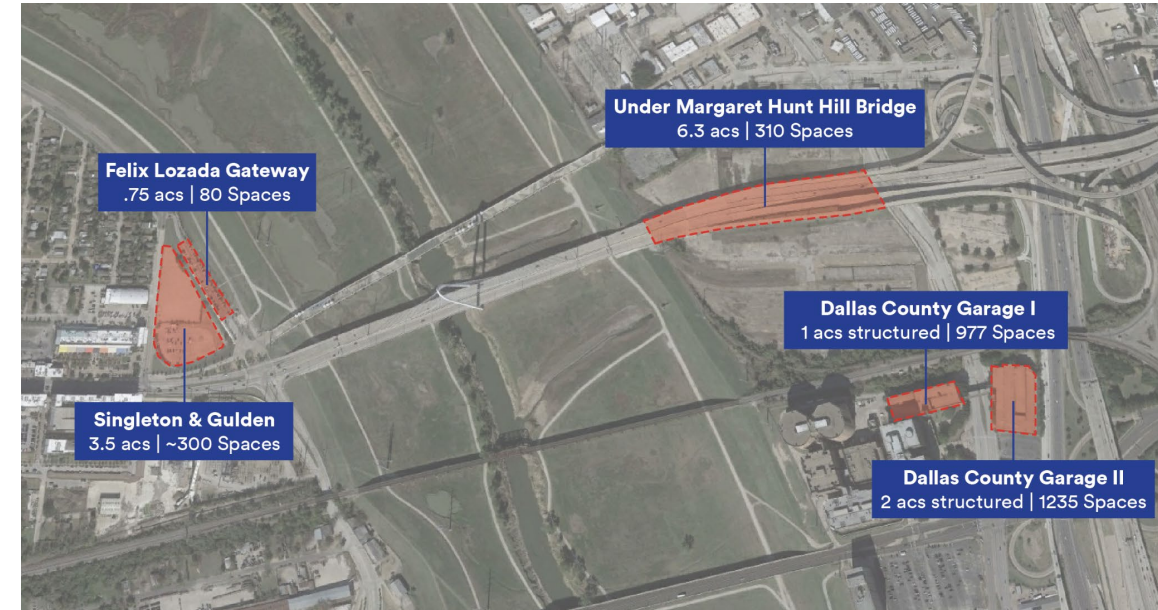 Under Margaret Hunt Hill Bridge
6.3 acs | 310 Spaces
Felix Lozada Gateway
.75 acs | 80 Spaces
Dallas County Garage I
1 acs structured | 977 Spaces
Singleton & Gulden
3.5 acs | ~300 Spaces
Dallas County Garage II
2 acs structured | 1235 Spaces